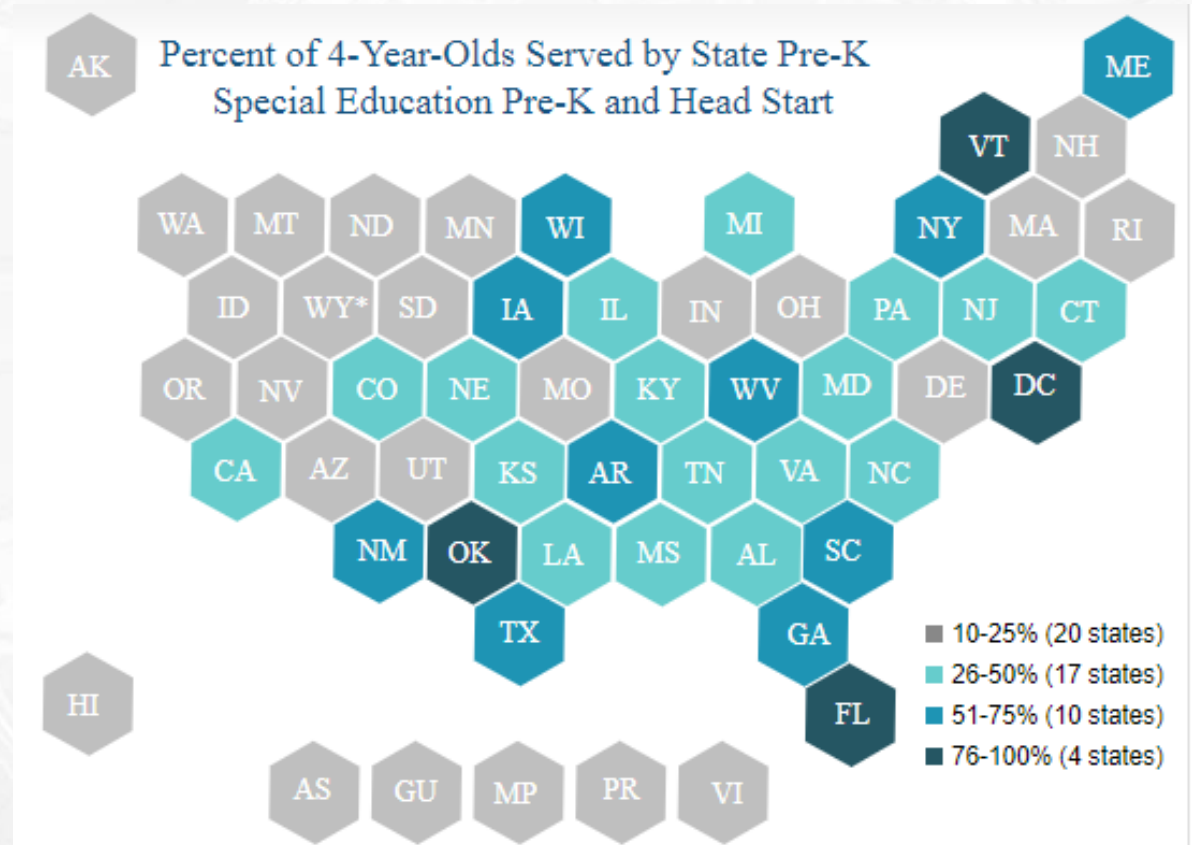 AK
Percent of 4-Year-Olds Served by State Pre-K
Special Education Pre-K and Head Start
ME
VT NH
WA MT ND MN WI MI NY MA RI
ID WY* SD IA IL IN OH PA NJ CT
OR NV CO NE MO KY WV MD DE DC
CA AZ UT KS AR TN VA NC
NM OK LA MS AL SC
TX GA
10-25% (20 states)
26-50% (17 states)
51-75% (10 states)
76-100% (4 states)
HI FL
AS GU MP PR VI